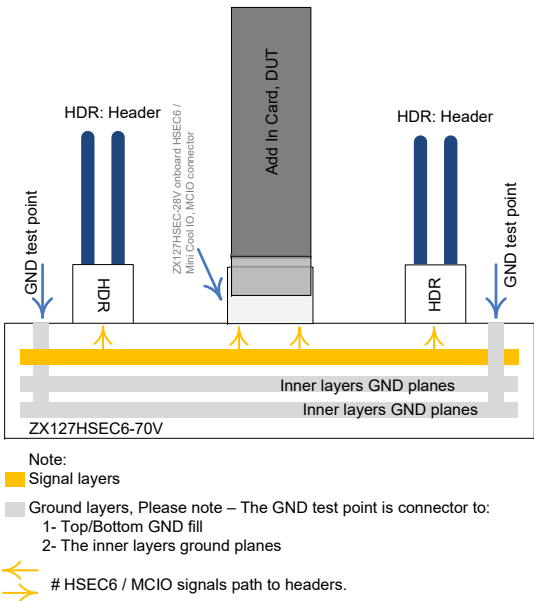 Add In Card, DUT
HDR: Header
HDR: Header
ZX127HSEC-28V onboard HSEC6 /
Mini Cool IO, MCIO connector
GND test point
GND test point
HDR
HDR
Inner layers GND planes
Inner layers GND planes
ZX127HSEC6-70V
Note:
Signal layers
Ground layers, Please note – The GND test point is connector to:
1- Top/Bottom GND fill
2- The inner layers ground planes
# HSEC6 / MCIO signals path to headers.